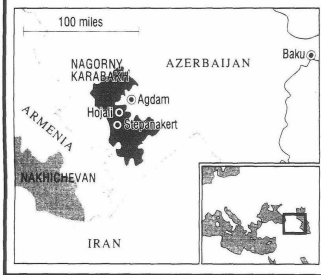 100 miles
AZERBAIJAN
Baku
NAGORNY
KARABAKH
Agdam
Hojali
Stepanakert
ARMENIA
NAKHICHEVAN
IRAN